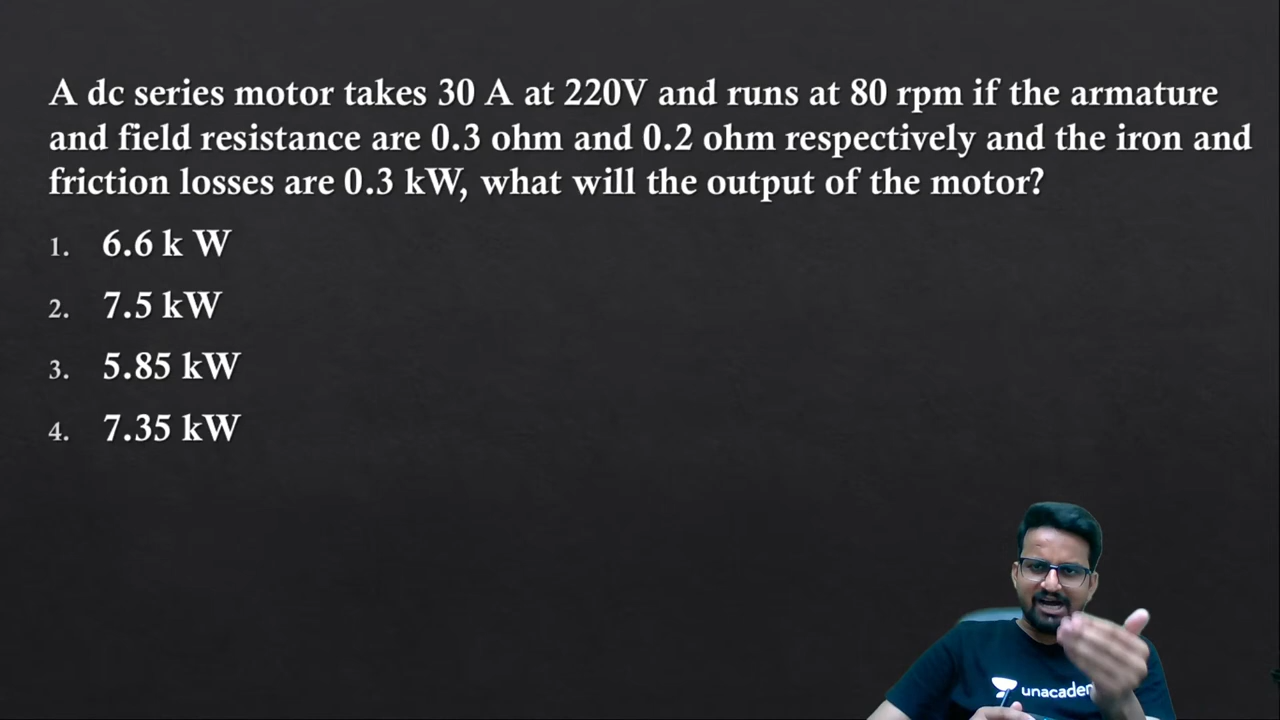 A dc series motor takes 30 A at 220V and runs at 80 rpm if the armature
and field resistance are 0.3 ohm and 0.2 ohm respectively and the iron and
friction losses are 0.3 kW, what will the output of the motor?
1. 6.6 k W
2. 7.5 kW
3. 5.85 kW
4. 7.35 kW